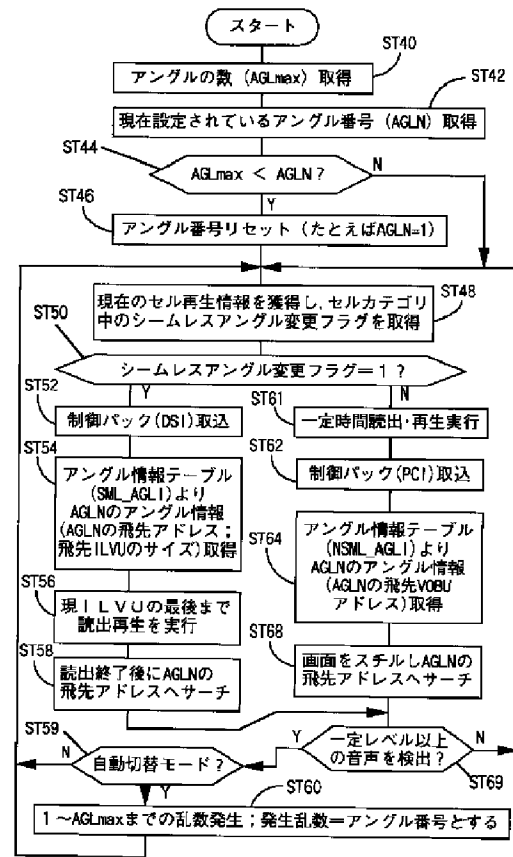 スタート
ST40
アングルの数 (AGLmax) 取得
ST42
現在設定されているアングル番号 (AGLN) 取得
ST44
AGLmax < AGLN?
N
Y
ST46
アングル番号リセット (たとえばAGLN=1)
ST48
現在のセル再生情報を獲得し,セルカテゴリ
中のシームレスアングル変更フラグを取得
ST50
シームレスアングル変更フラグ=1?
Y
N
ST52
制御パック(DSI)取込
ST61
一定時間読出・再生実行
ST54
アングル情報テーブル
(SML_AGLI)より
AGLNのアングル情報
(AGLNの飛先アドレス;
飛先ILVUのサイズ)取得
ST62
制御パック(PCI)取込
ST64
アングル情報テーブル
(NSML_AGLI)より
AGLNのアングル情報
(AGLNの飛先VOBU
アドレス)取得
ST56
現ILVUの最後まで
読出再生を実行
ST58
読出終了後にAGLNの
飛先アドレスへサーチ
ST68
画面をスチルしAGLNの
飛先アドレスへサーチ
ST59
N
自動切替モード?
Y
Y
一定レベル以上
の音声を検出?
N
ST69
ST60
1~AGLmaxまでの乱数発生;発生乱数=アングル番号とする